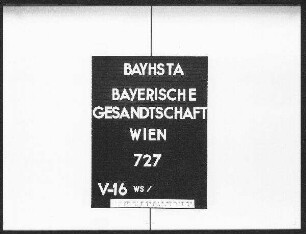 BAYHSTA
BAYERISCHE
GESANDTSCHAFT
WIEN
727
V-16 WS/